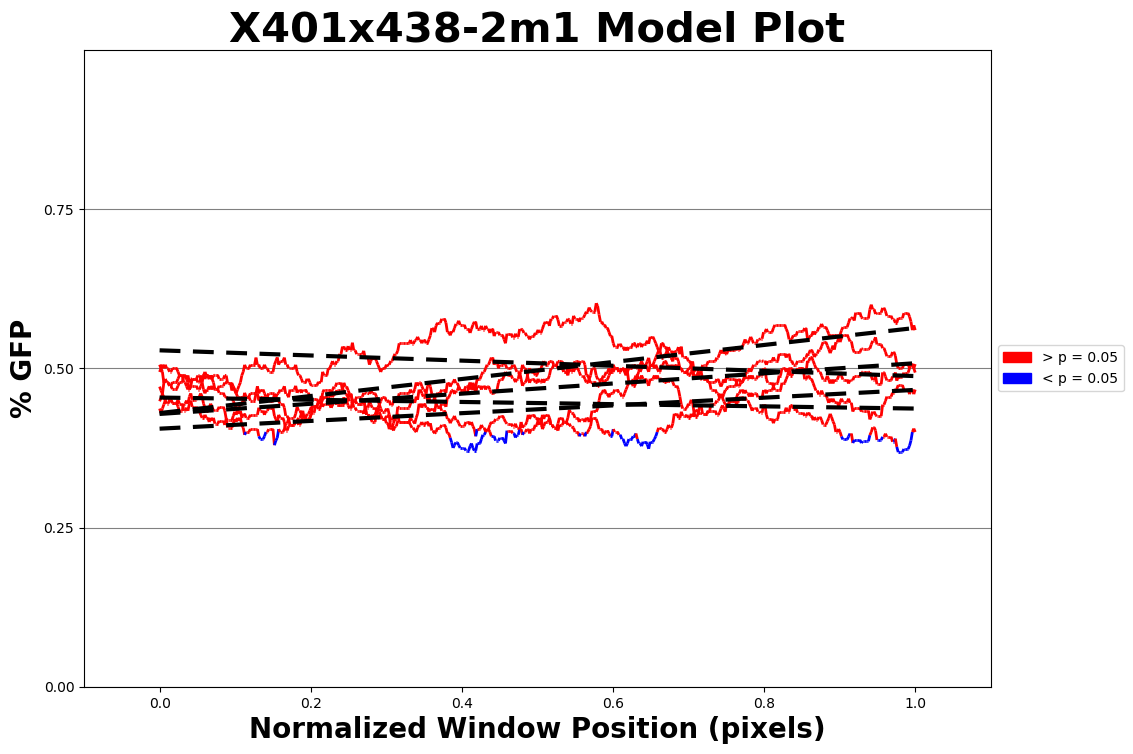 X401x438-2m1 Model Plot
% GFP
0.75
0.50
0.25
0.00
0.0 0.2 0.4 0.6 0.8 1.0
Normalized Window Position (pixels)
> p = 0.05
< p = 0.05